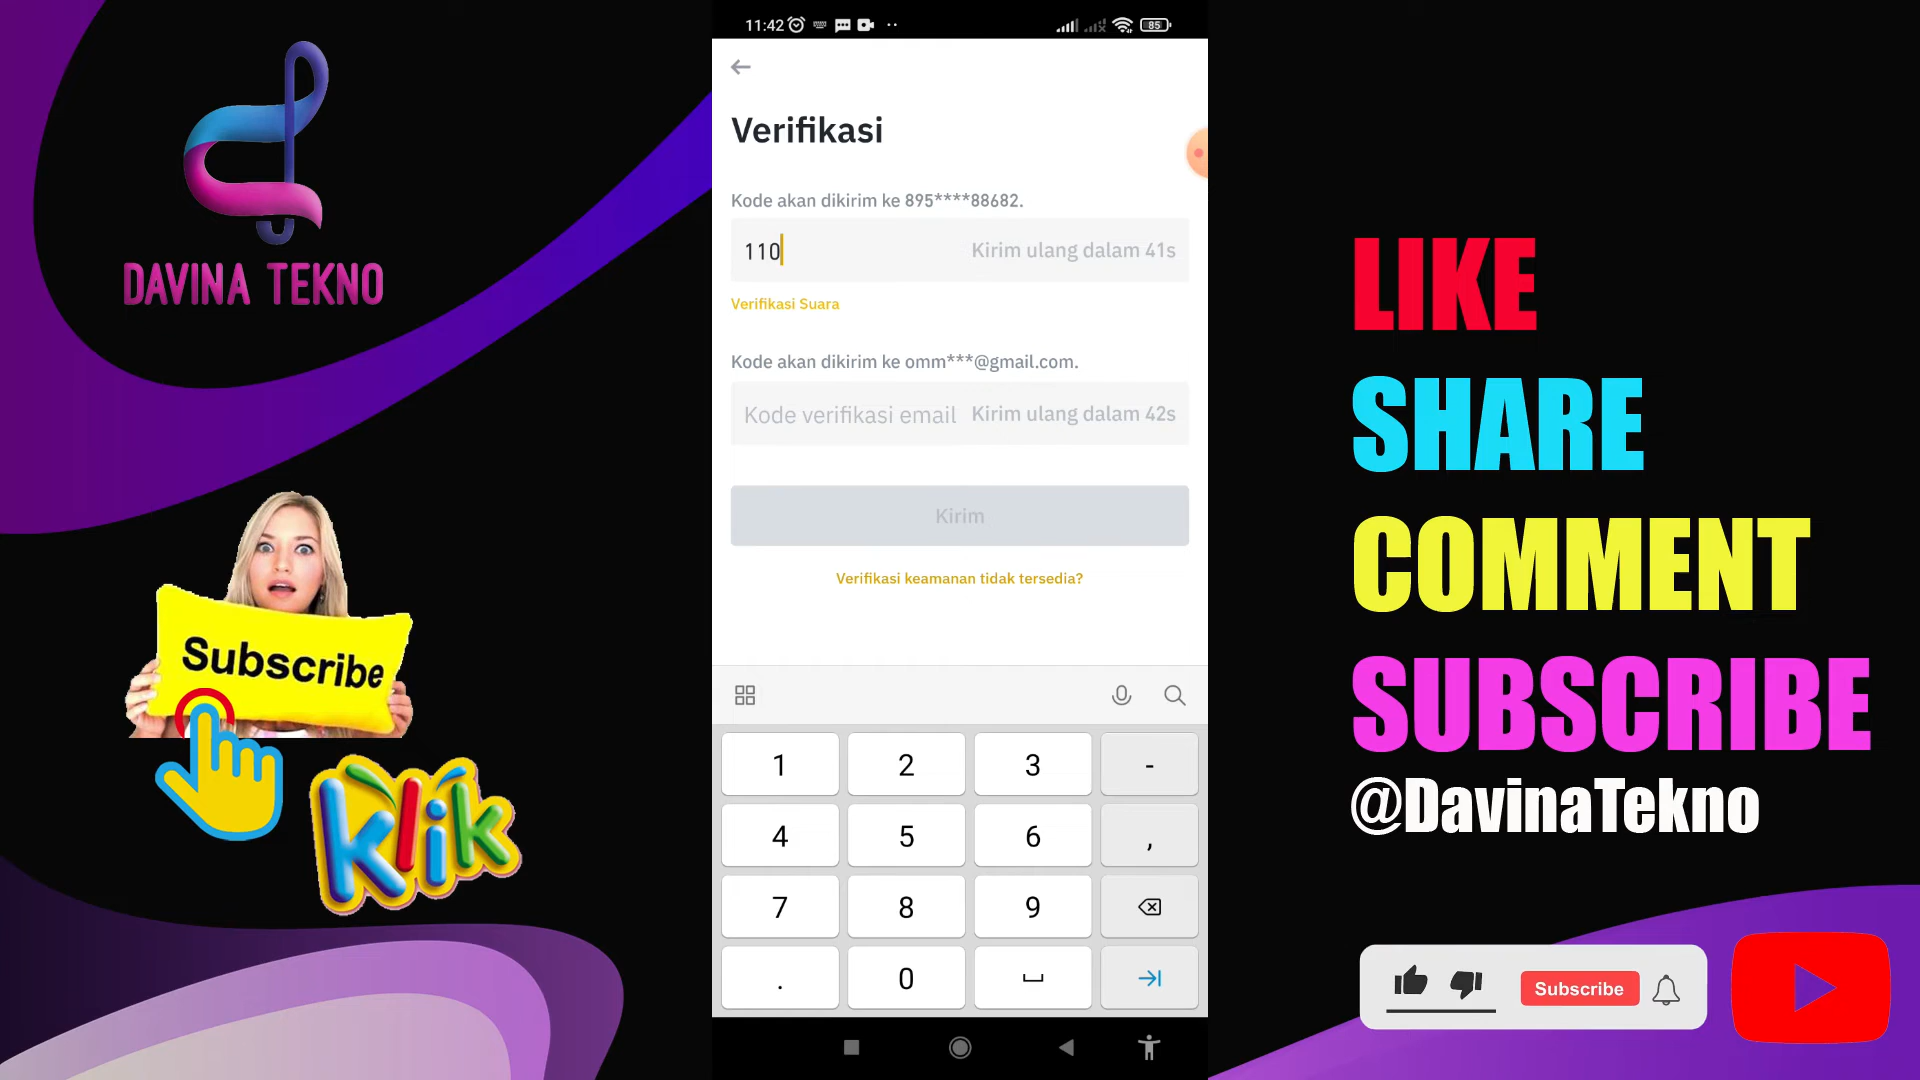 DAVINA TEKNO
Subscribe
klik
11:42
85
Verifikasi
Kode akan dikirim ke 895****88682.
110
Kirim ulang dalam 41s
Verifikasi Suara
Kode akan dikirim ke omm***@gmail.com.
Kode verifikasi email
Kirim ulang dalam 42s
Kirim
Verifikasi keamanan tidak tersedia?
1 2 3 -
4 5 6 ,
7 8 9
. 0
LIKE
SHARE
COMMENT
SUBSCRIBE
@DavinaTekno
Subscribe